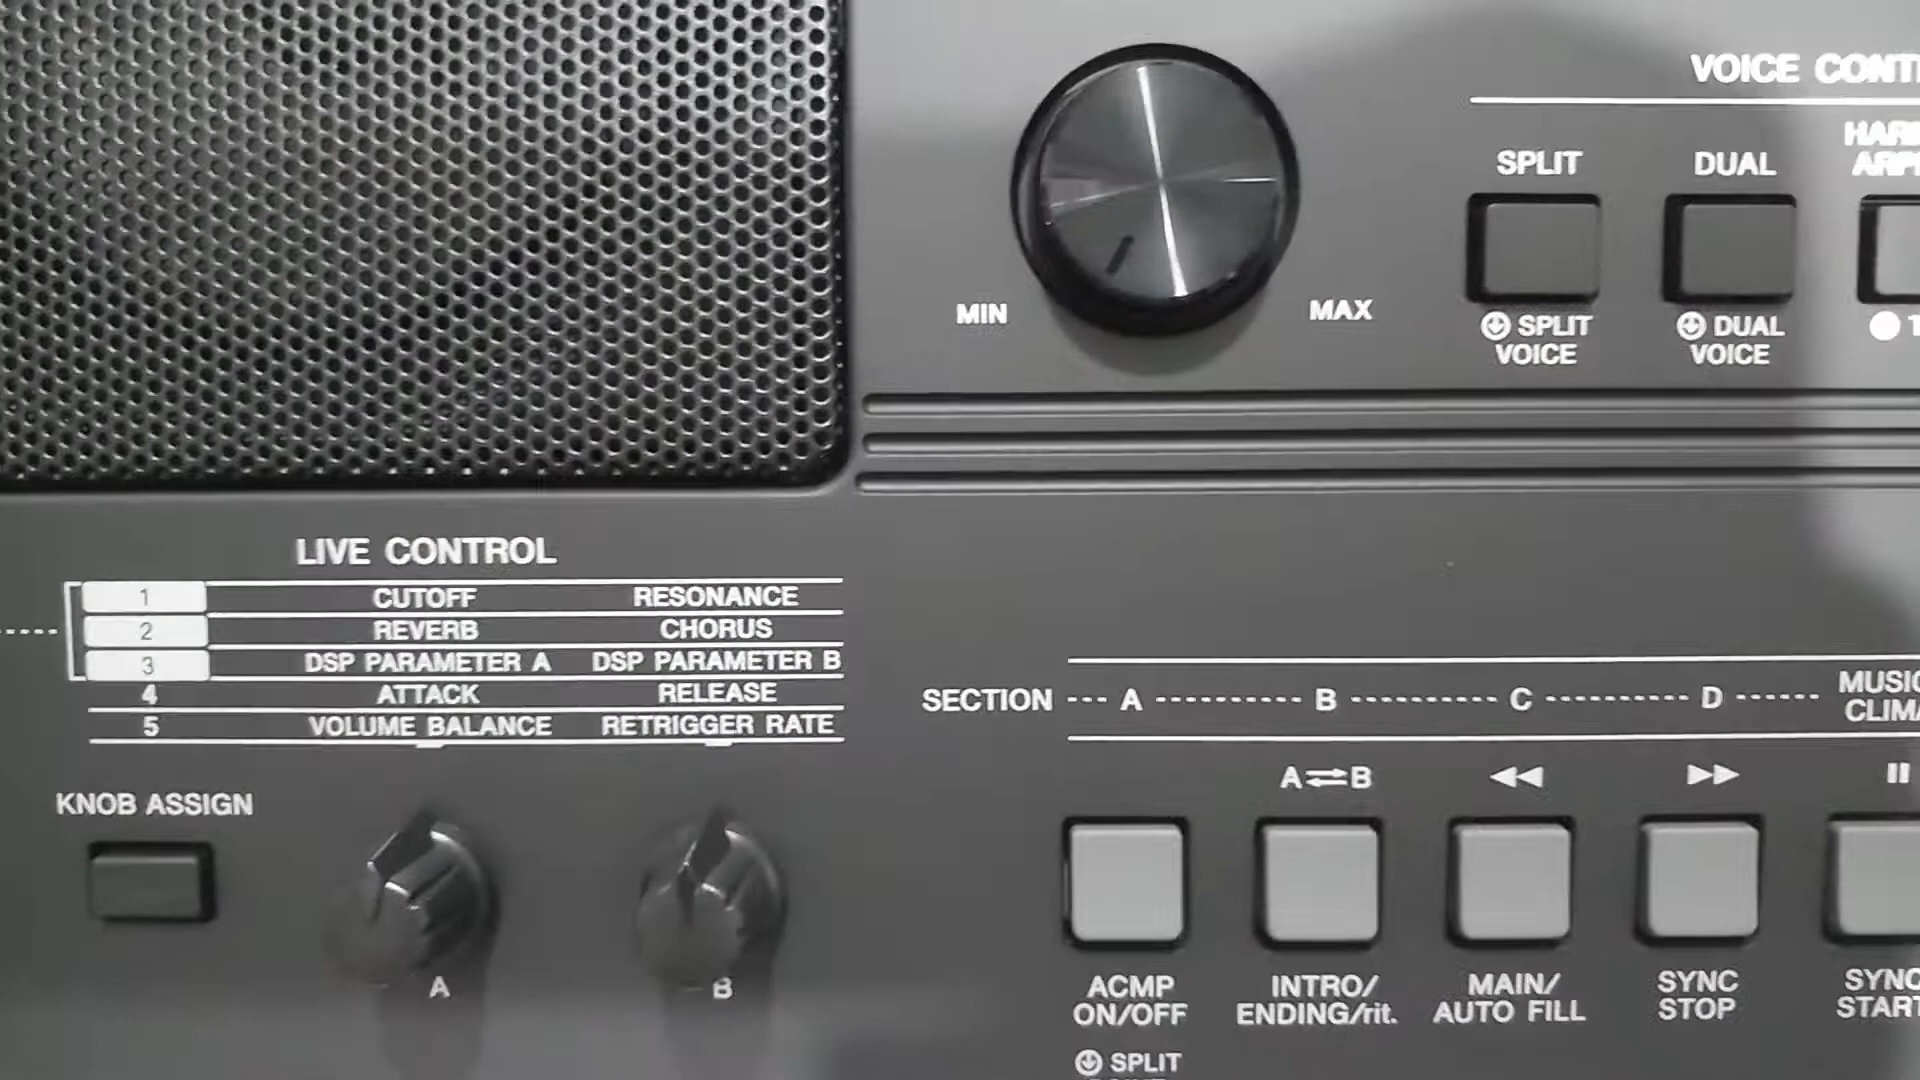 VOICE
SPLIT
DUAL
MIN
MAX
SPLIT
VOICE
DUAL
VOICE
LIVE CONTROL
1 CUTOFF RESONANCE
2 REVERB CHORUS
3 DSP PARAMETER A DSP PARAMETER B
4 ATTACK RELEASE
5 VOLUME BALANCE RETRIGGER RATE
SECTION --- A B C D
A B
KNOB ASSIGN
A
B
ACMP
ON/OFF
INTRO/
ENDING/rit.
MAIN/
AUTO FILL
SYNC
STOP
START
SPLIT